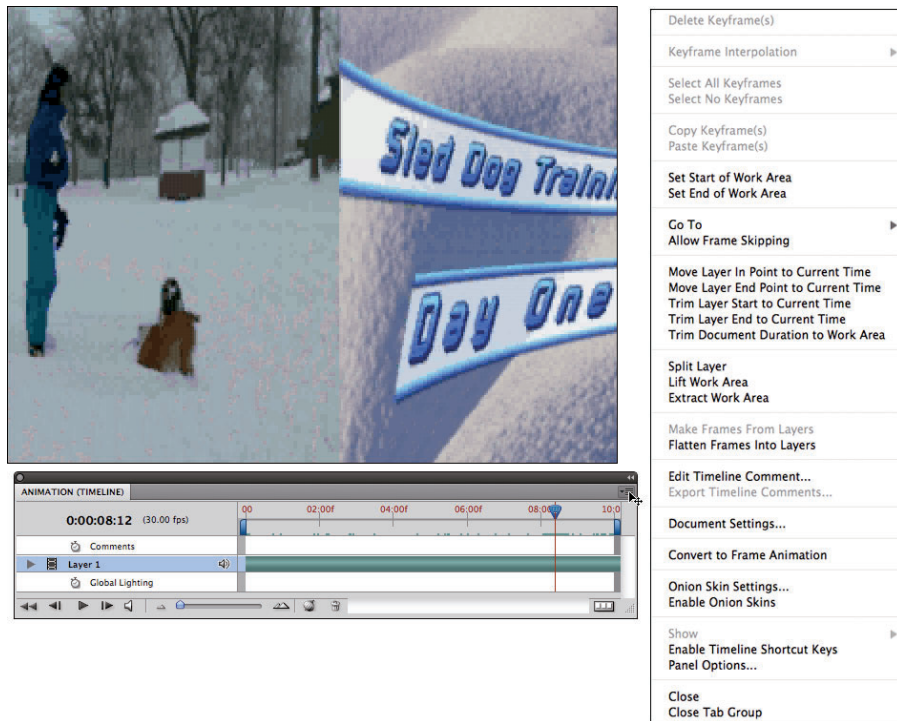 Sled Dog Traini
Day One
ANIMATION (TIMELINE)
0:00:08:12 (30.00 fps)
00 02:00f 04:00f 06:00f 08:00f 10:0
Comments
Layer 1
Global Lighting
Delete Keyframe(s)
Keyframe Interpolation
Select All Keyframes
Select No Keyframes
Copy Keyframe(s)
Paste Keyframe(s)
Set Start of Work Area
Set End of Work Area
Go To
Allow Frame Skipping
Move Layer In Point to Current Time
Move Layer End Point to Current Time
Trim Layer Start to Current Time
Trim Layer End to Current Time
Trim Document Duration to Work Area
Split Layer
Lift Work Area
Extract Work Area
Make Frames From Layers
Flatten Frames Into Layers
Edit Timeline Comment...
Export Timeline Comments...
Document Settings...
Convert to Frame Animation
Onion Skin Settings...
Enable Onion Skins
Show
Enable Timeline Shortcut Keys
Panel Options...
Close
Close Tab Group